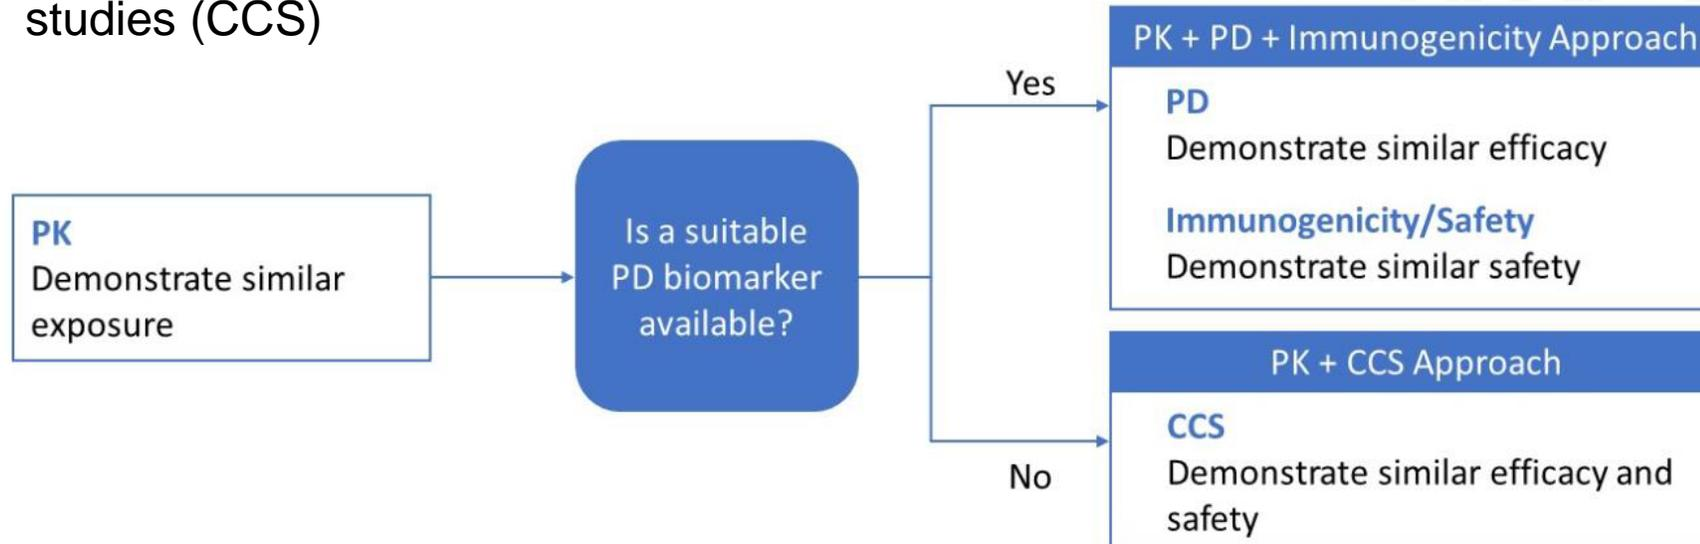 studies (CCS)
PK
Demonstrate similar
exposure
Is a suitable
PD biomarker
available?
Yes
PK + PD + Immunogenicity Approach
PD
Demonstrate similar efficacy
Immunogenicity/Safety
Demonstrate similar safety
No
PK + CCS Approach
CCS
Demonstrate similar efficacy and
safety